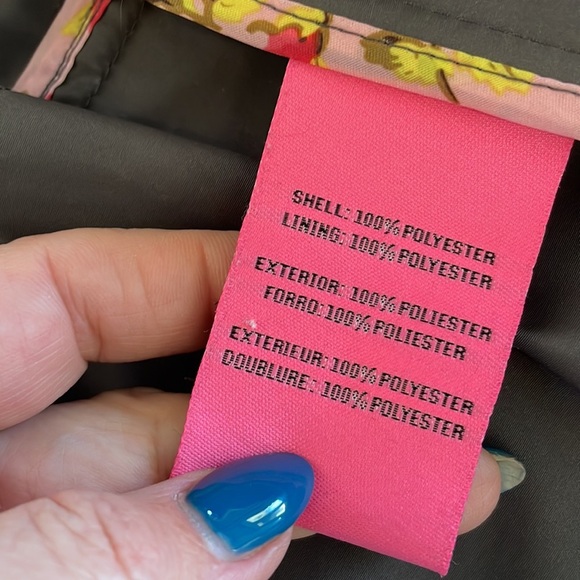 SHELL: 100% POLYESTER
LINING: 100% POLYESTER
EXTERIOR: 100% POLIESTER
FORRO: 100% POLIESTER
EXTERIEUR: 100% POLYESTER
DOUBLURE: 100% POLYESTER